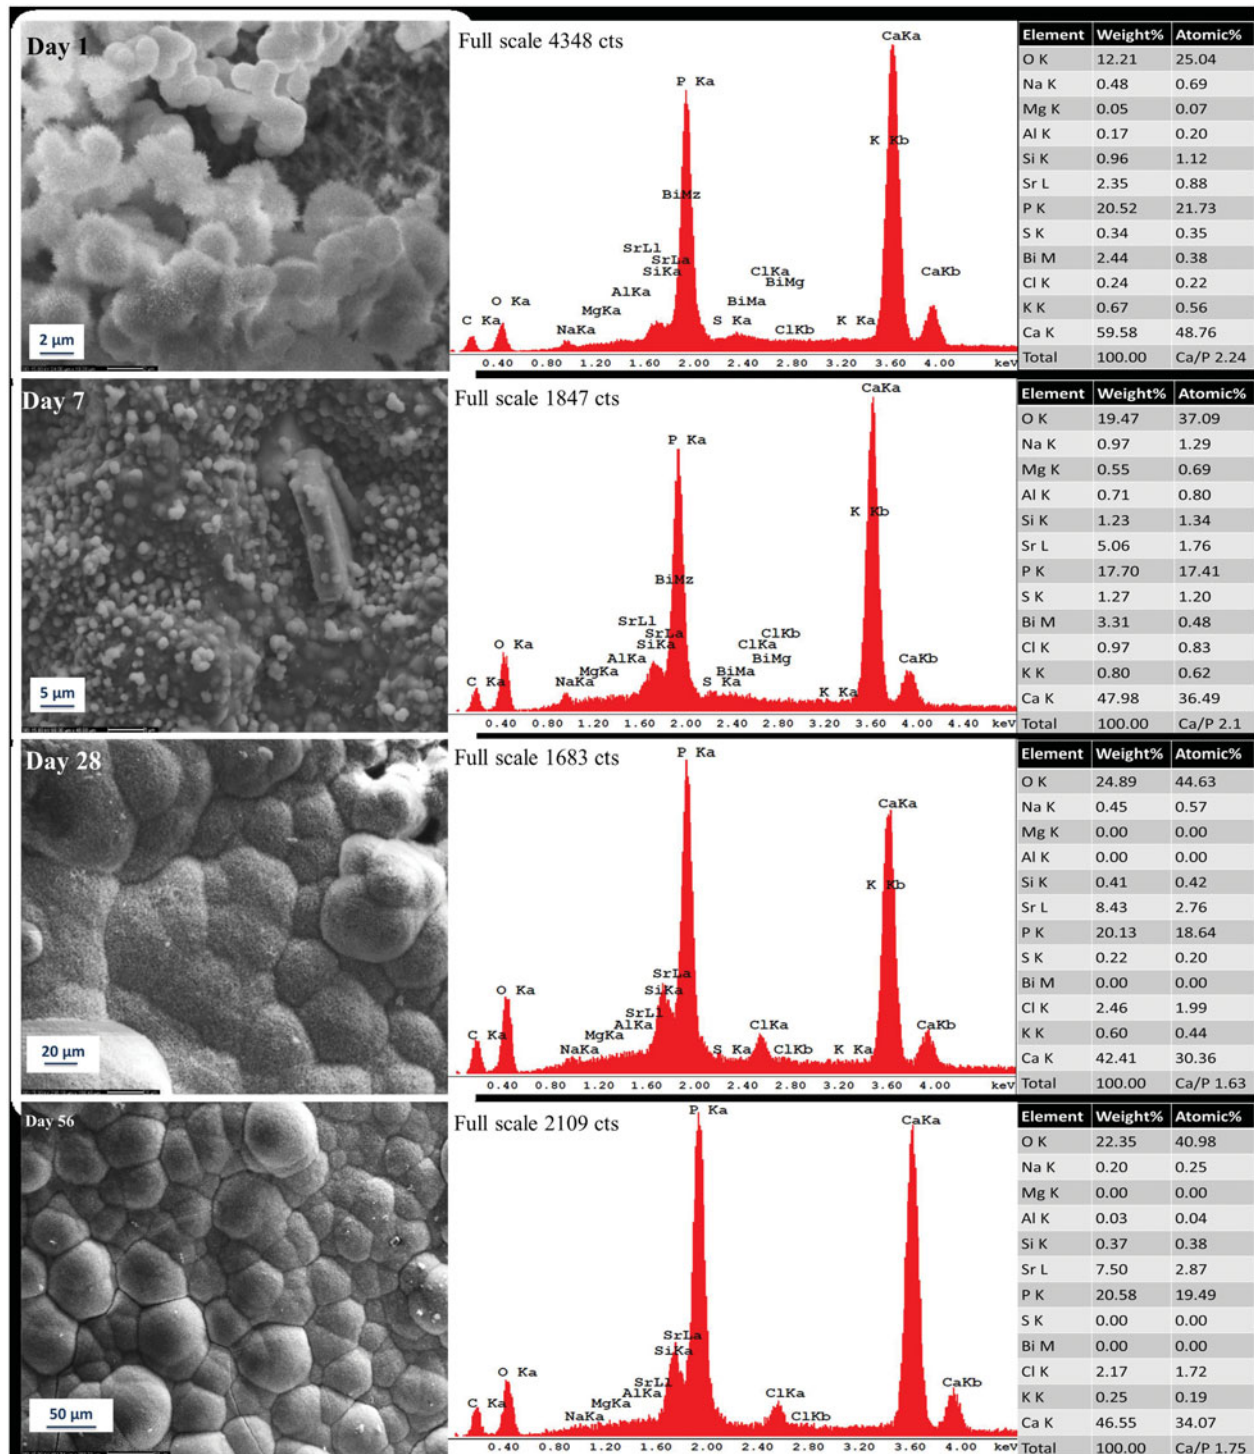 Day 1
2 μm
Full scale 4348 cts
CaKa
P Ka
K Kb
BiMz
SrLl
SrLa
SiKa
ClKa
BiMg
AlKa
CaKb
O Ka
MgKa
BiMa
C Ka
NaKa
S Ka
ClKb
K Ka
0.40 0.80 1.20 1.60 2.00 2.40 2.80 3.20 3.60 4.00 keV
Element Weight% Atomic%
O K 12.21 25.04
Na K 0.48 0.69
Mg K 0.05 0.07
Al K 0.17 0.20
Si K 0.96 1.12
Sr L 2.35 0.88
P K 20.52 21.73
S K 0.34 0.35
Bi M 2.44 0.38
Cl K 0.24 0.22
K K 0.67 0.56
Ca K 59.58 48.76
Total 100.00 Ca/P 2.24
Day 7
5 μm
Full scale 1847 cts
CaKa
P Ka
K Kb
BiMz
SrLl
SrLa
ClKb
SiKa
ClKa
O Ka
AlKa
BiMg
CaKb
MgKa
BiMa
C Ka
NaKa
S Ka
K Ka
0.40 0.80 1.20 1.60 2.00 2.40 2.80 3.20 3.60 4.00 4.40 keV
Element Weight% Atomic%
O K 19.47 37.09
Na K 0.97 1.29
Mg K 0.55 0.69
Al K 0.71 0.80
Si K 1.23 1.34
Sr L 5.06 1.76
P K 17.70 17.41
S K 1.27 1.20
Bi M 3.31 0.48
Cl K 0.97 0.83
K K 0.80 0.62
Ca K 47.98 36.49
Total 100.00 Ca/P 2.1
Day 28
20 μm
Full scale 1683 cts
P Ka
CaKa
K Kb
SrLa
O Ka
SiKa
SrLl
AlKa
ClKa
CaKb
C Ka
MgKa
NaKa
S Ka
ClKb
K Ka
0.40 0.80 1.20 1.60 2.00 2.40 2.80 3.20 3.60 4.00 keV
Element Weight% Atomic%
O K 24.89 44.63
Na K 0.45 0.57
Mg K 0.00 0.00
Al K 0.00 0.00
Si K 0.41 0.42
Sr L 8.43 2.76
P K 20.13 18.64
S K 0.22 0.20
Bi M 0.00 0.00
Cl K 2.46 1.99
K K 0.60 0.44
Ca K 42.41 30.36
Total 100.00 Ca/P 1.63
Day 56
50 μm
Full scale 2109 cts
P Ka
CaKa
SrLa
SiKa
O Ka
SrLl
CaKb
AlKa
ClKa
C Ka
MgKa
NaKa
ClKb
0.40 0.80 1.20 1.60 2.00 2.40 2.80 3.20 3.60 4.00 keV
Element Weight% Atomic%
O K 22.35 40.98
Na K 0.20 0.25
Mg K 0.00 0.00
Al K 0.03 0.04
Si K 0.37 0.38
Sr L 7.50 2.87
P K 20.58 19.49
S K 0.00 0.00
Bi M 0.00 0.00
Cl K 2.17 1.72
K K 0.25 0.19
Ca K 46.55 34.07
Total 100.00 Ca/P 1.75